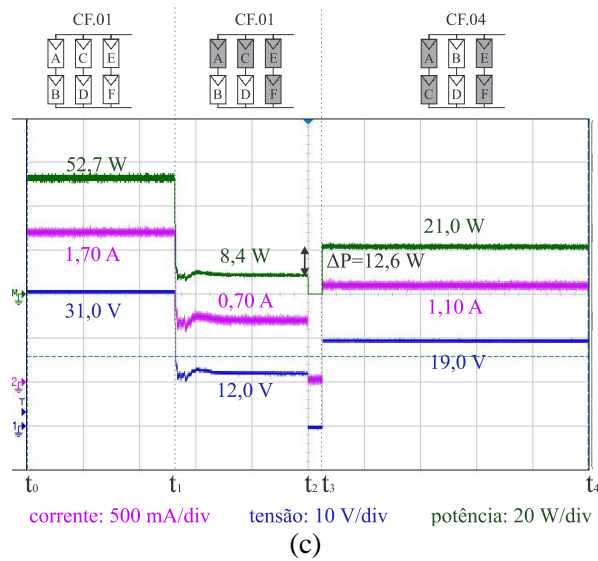 CF.01 CF.01 CF.04
A C E A C E A B E
B D F B D F C D F
52,7 W
1,70 A
31,0 V
8,4 W
0,70 A
12,0 V
ΔP=12,6 W
21,0 W
1,10 A
19,0 V
M
2
T
1
t0 t1 t2 t3 t4
corrente: 500 mA/div tensão: 10 V/div potência: 20 W/div
(c)